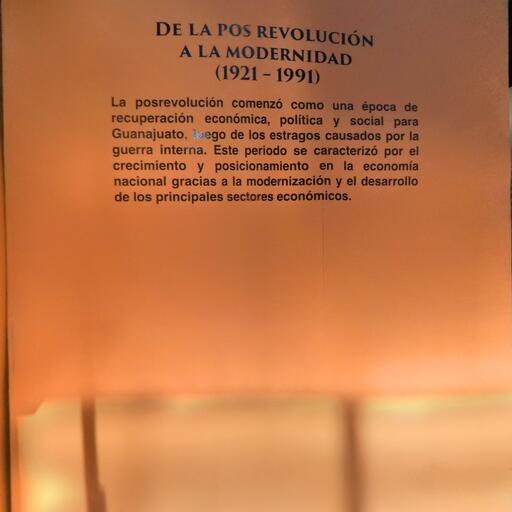 DE LA POS REVOLUCIÓN
A LA MODERNIDAD
(1921 – 1991)
La posrevolución comenzó como una época de
recuperación económica, política y social para
Guanajuato, luego de los estragos causados por la
guerra interna. Este periodo se caracterizó por el
crecimiento y posicionamiento en la economía
nacional gracias a la modernización y el desarrollo
de los principales sectores económicos.